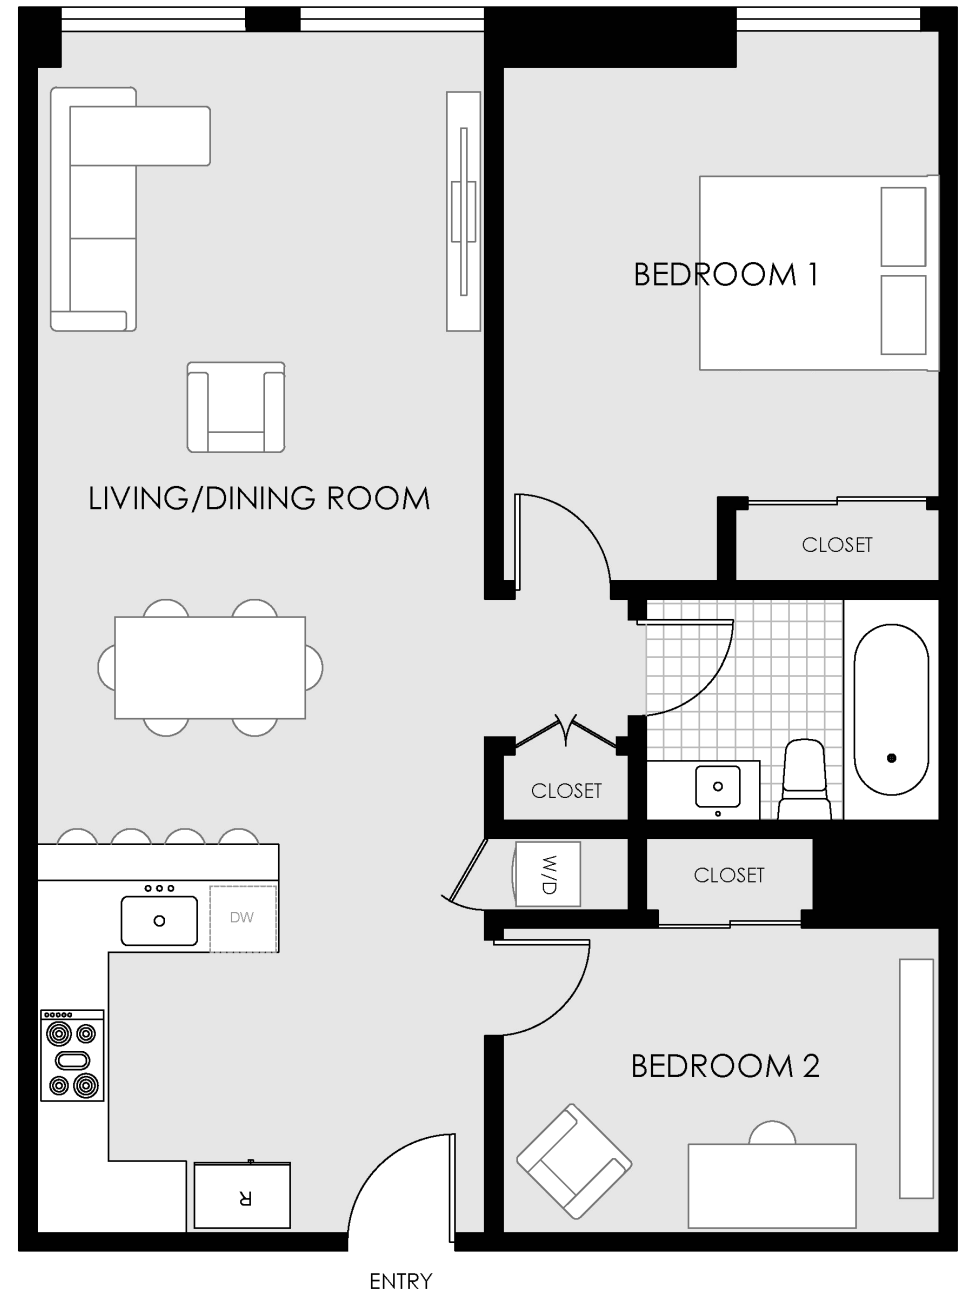 BEDROOM 1
LIVING/DINING ROOM
CLOSET
CLOSET
W/D
CLOSET
DW
BEDROOM 2
R
ENTRY